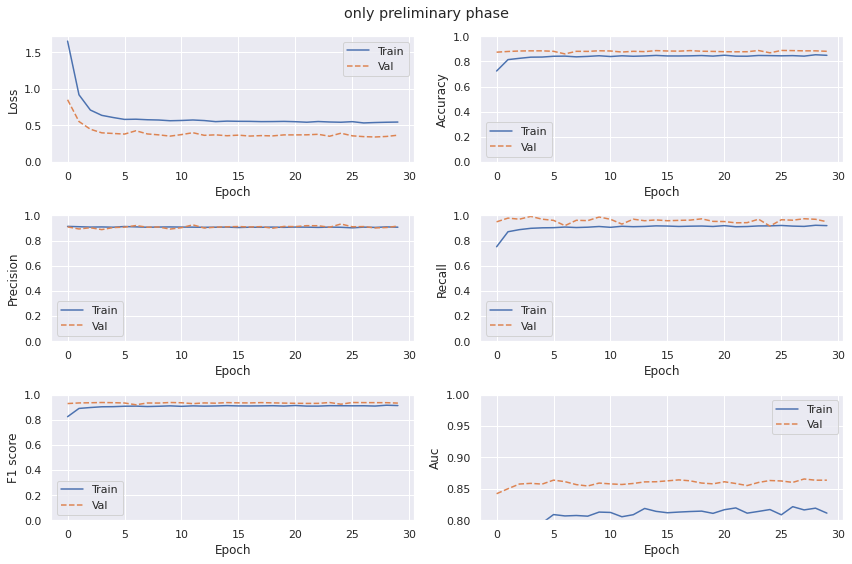 only preliminary phase
Loss
1.5
1.0
0.5
0.0
Train
Val
0 5 10 15 20 25 30
Epoch
Accuracy
1.0
0.8
0.6
0.4
0.2
0.0
Train
Val
0 5 10 15 20 25 30
Epoch
Precision
1.0
0.8
0.6
0.4
0.2
0.0
Train
Val
0 5 10 15 20 25 30
Epoch
Recall
1.0
0.8
0.6
0.4
0.2
0.0
Train
Val
0 5 10 15 20 25 30
Epoch
F1 score
1.0
0.8
0.6
0.4
0.2
0.0
Train
Val
0 5 10 15 20 25 30
Epoch
Auc
1.00
0.95
0.90
0.85
0.80
Train
Val
0 5 10 15 20 25 30
Epoch